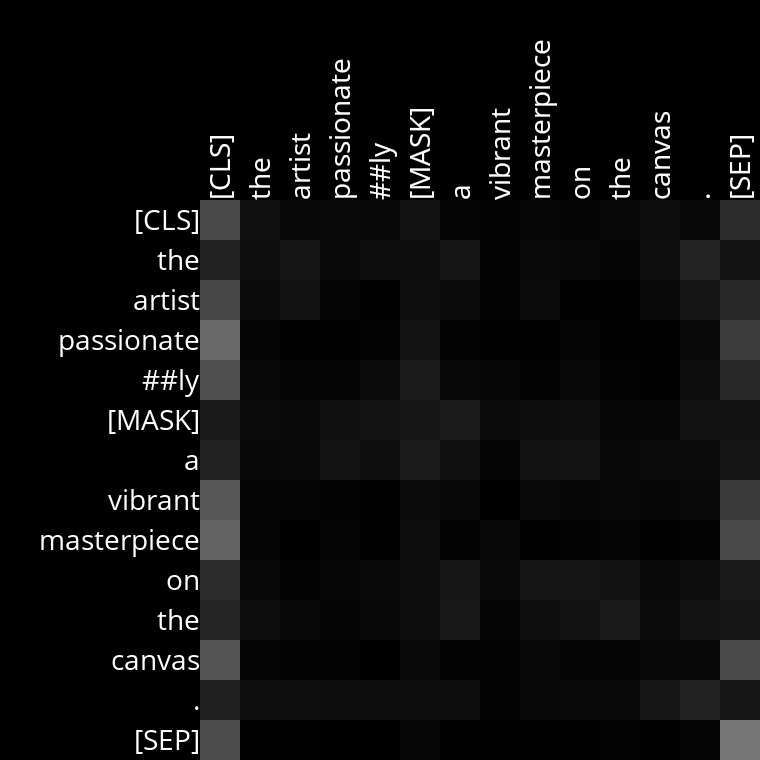 [CLS] the artist passionate ##ly [MASK] a vibrant masterpiece on the canvas . [SEP]
[CLS]
the
artist
passionate
##ly
[MASK]
a
vibrant
masterpiece
on
the
canvas
.
[SEP]